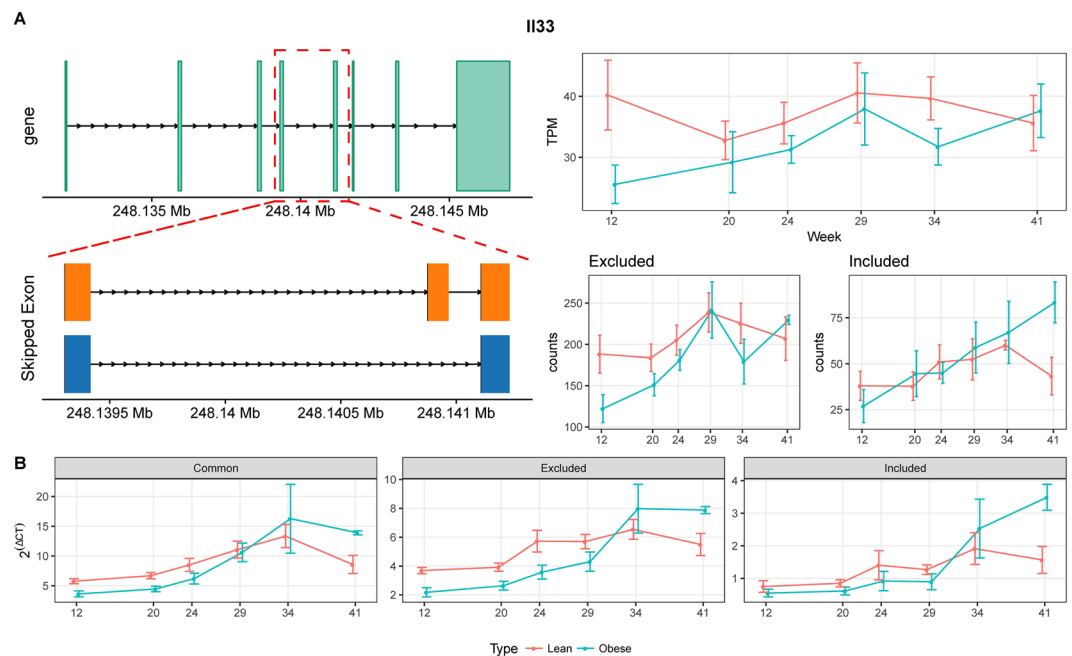 A
Il33
gene
248.135 Mb 248.14 Mb 248.145 Mb
Skipped Exon
248.1395 Mb 248.14 Mb 248.1405 Mb 248.141 Mb
TPM
40
30
12 20 24 29 34 41
Week
Excluded
counts
250
200
150
100
12 20 24 29 34 41
Included
counts
75
50
25
12 20 24 29 34 41
B
Common
2^(ΔCT)
20
15
10
5
12 20 24 29 34 41
Excluded
10
8
6
4
2
12 20 24 29 34 41
Included
4
3
2
1
12 20 24 29 34 41
Type Lean Obese